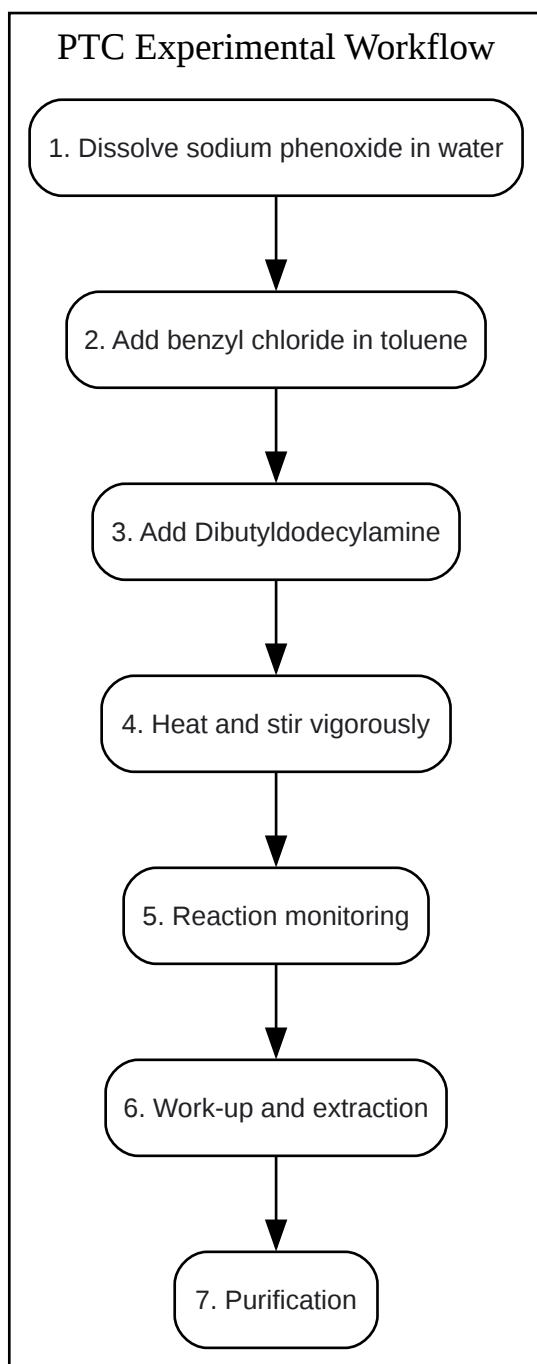 PTC Experimental Workflow
1. Dissolve sodium phenoxide in water
2. Add benzyl chloride in toluene
3. Add Dibutyldodecylamine
4. Heat and stir vigorously
5. Reaction monitoring
6. Work-up and extraction
7. Purification